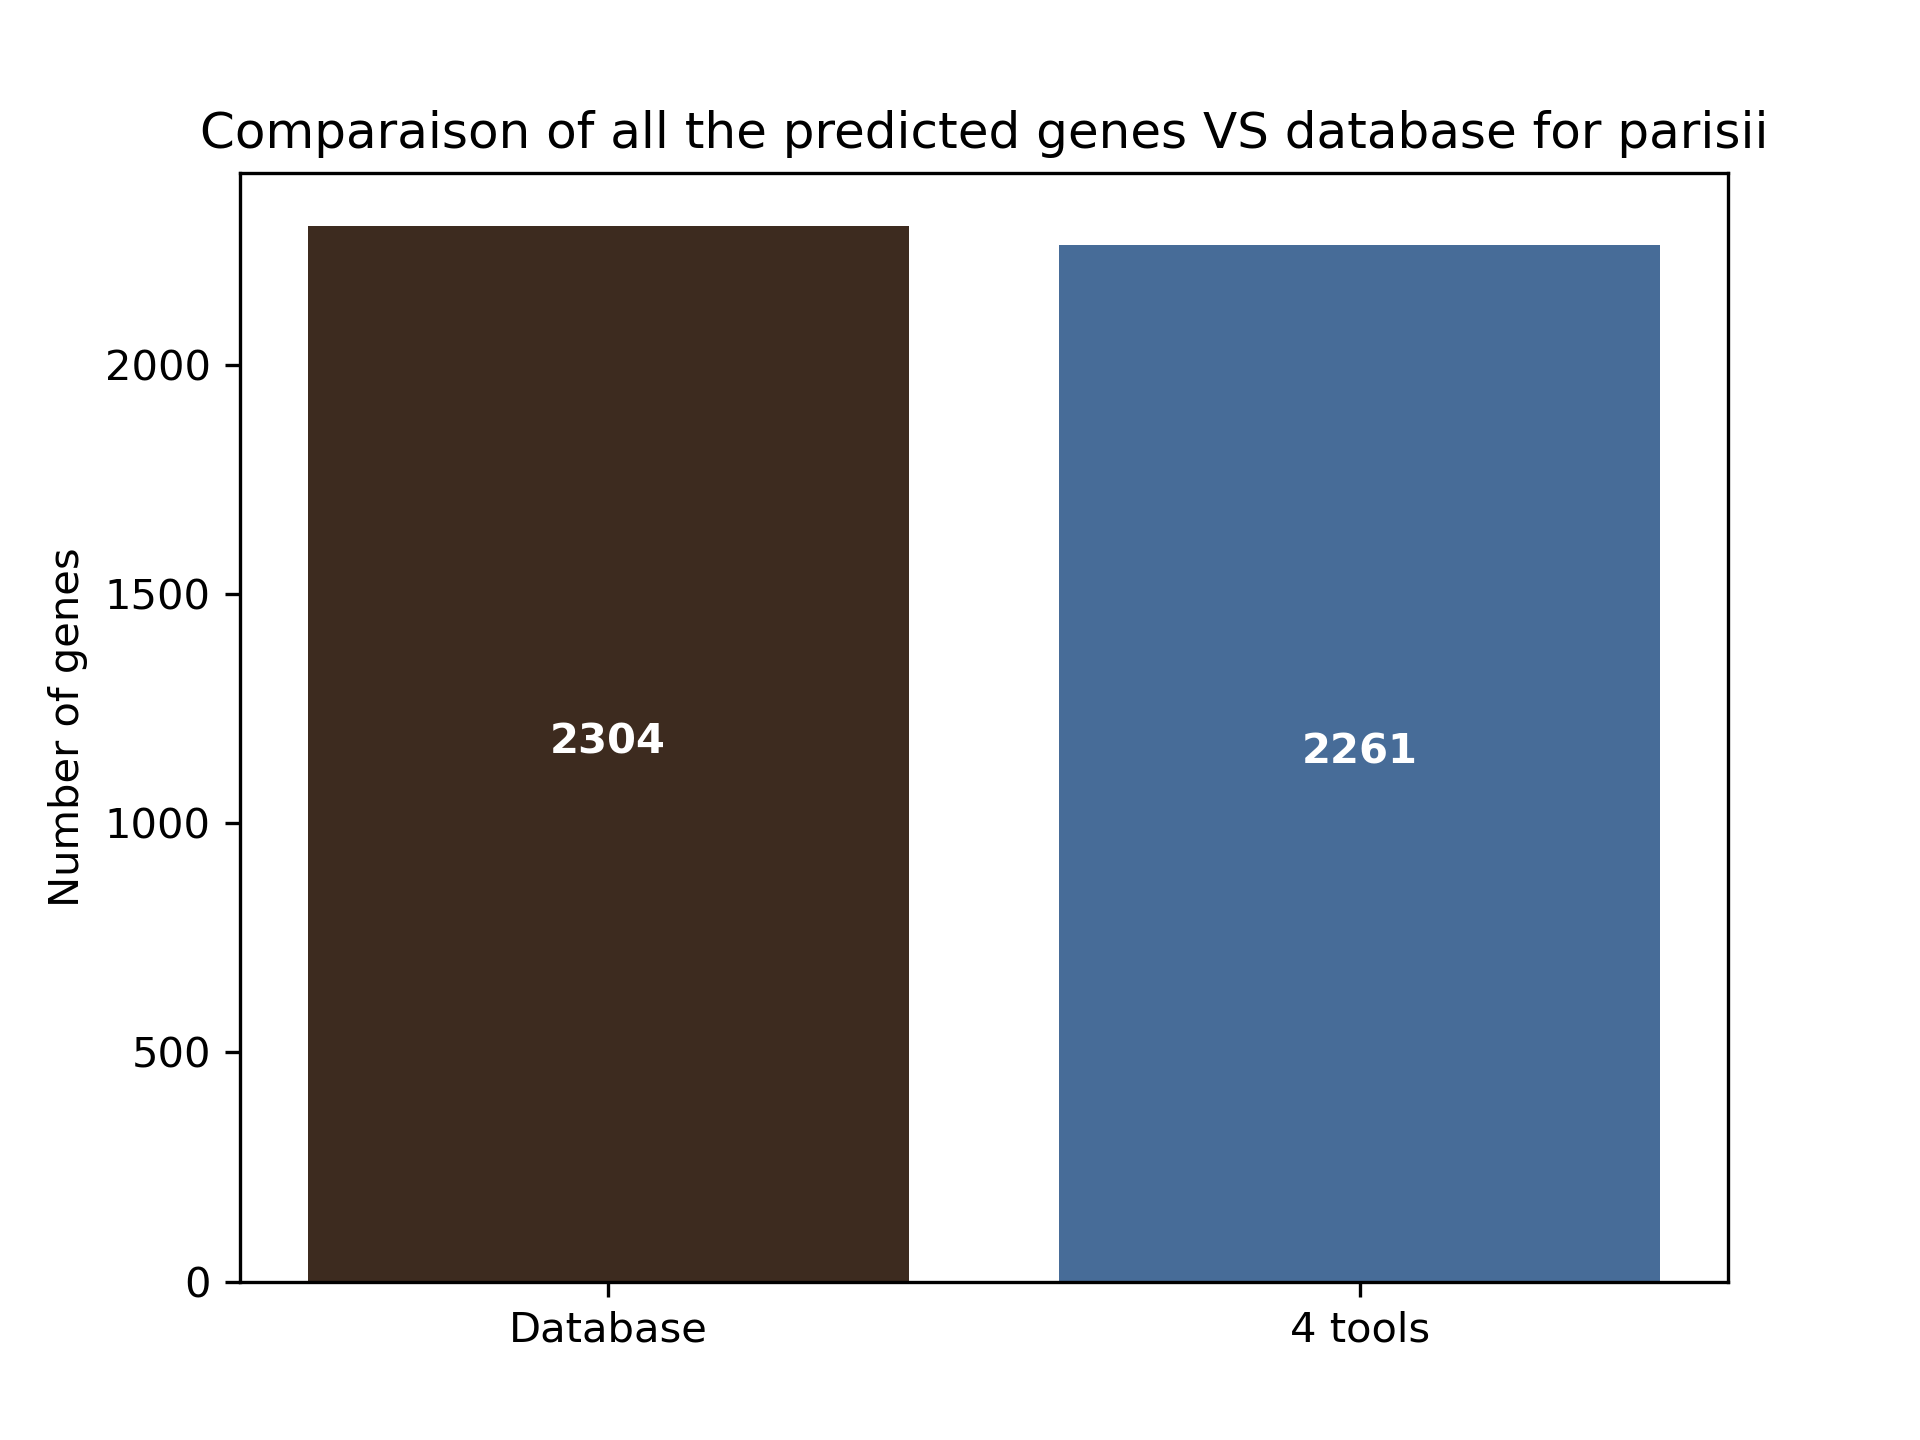 Comparaison of all the predicted genes VS database for parisii
Number of genes
2000
1500
1000
500
0
2304
2261
Database
4 tools